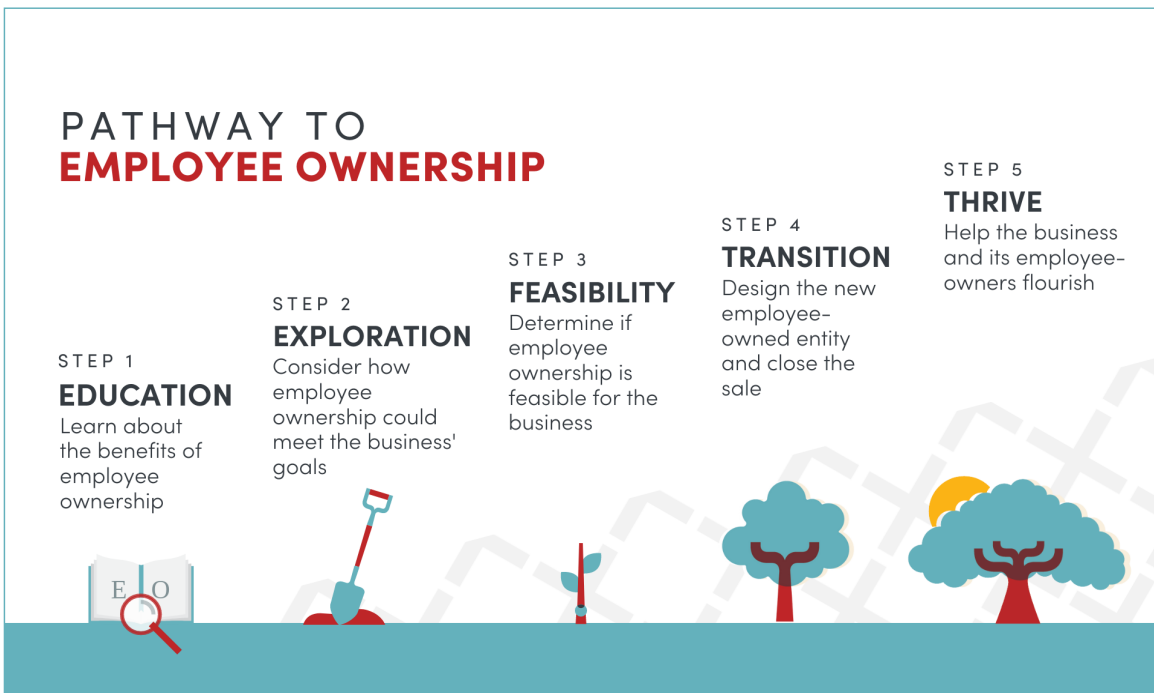 PATHWAY TO
EMPLOYEE OWNERSHIP
STEP 1
EDUCATION
Learn about
the benefits of
employee
ownership
STEP 2
EXPLORATION
Consider how
employee
ownership could
meet the business'
goals
STEP 3
FEASIBILITY
Determine if
employee
ownership is
feasible for the
business
STEP 4
TRANSITION
Design the new
employee-
owned entity
and close the
sale
STEP 5
THRIVE
Help the business
and its employee-
owners flourish
E O